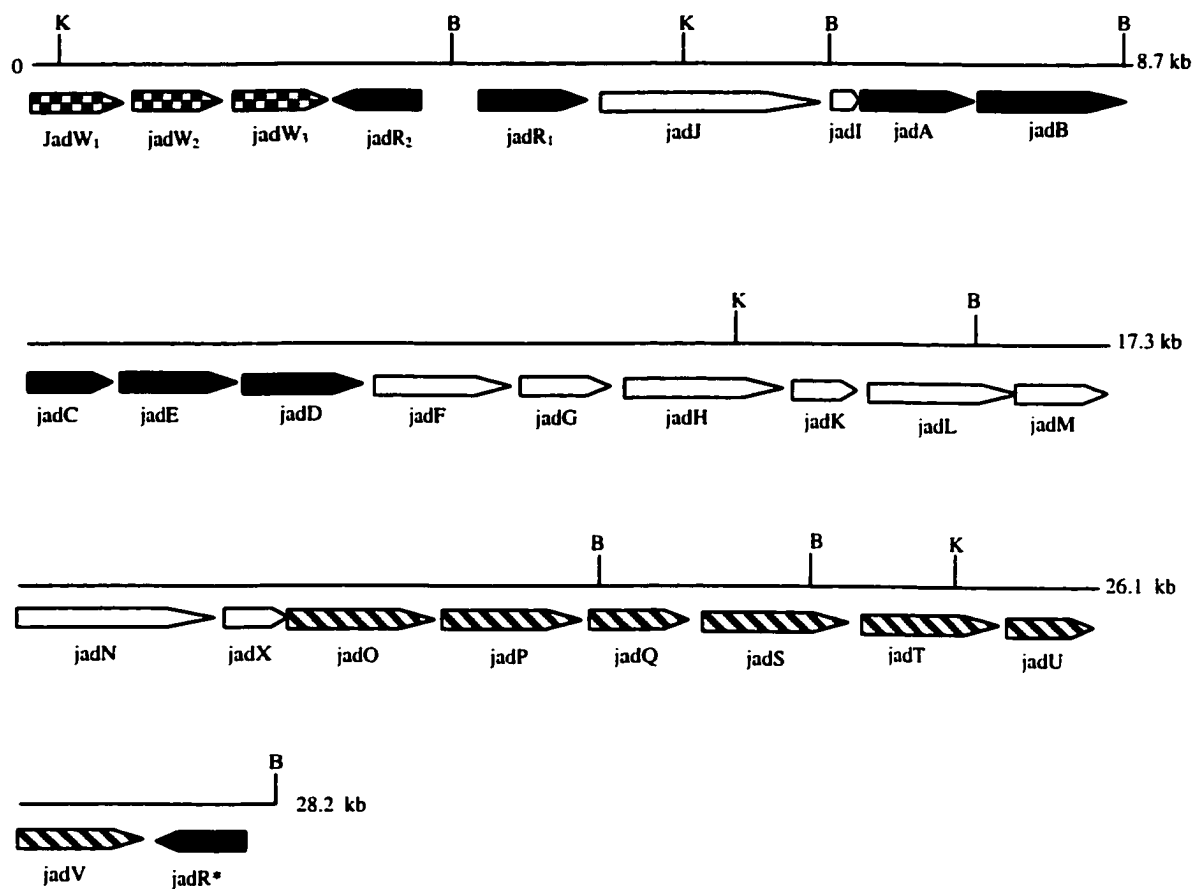 K B K B B
0 8.7 kb
JadW₁ jadW₂ jadW₃ jadR₂ jadR₁ jadJ jadI jadA jadB
K B
17.3 kb
jadC jadE jadD jadF jadG jadH jadK jadL jadM
B B K
26.1 kb
jadN jadX jadO jadP jadQ jadS jadT jadU
B
28.2 kb
jadV jadR*